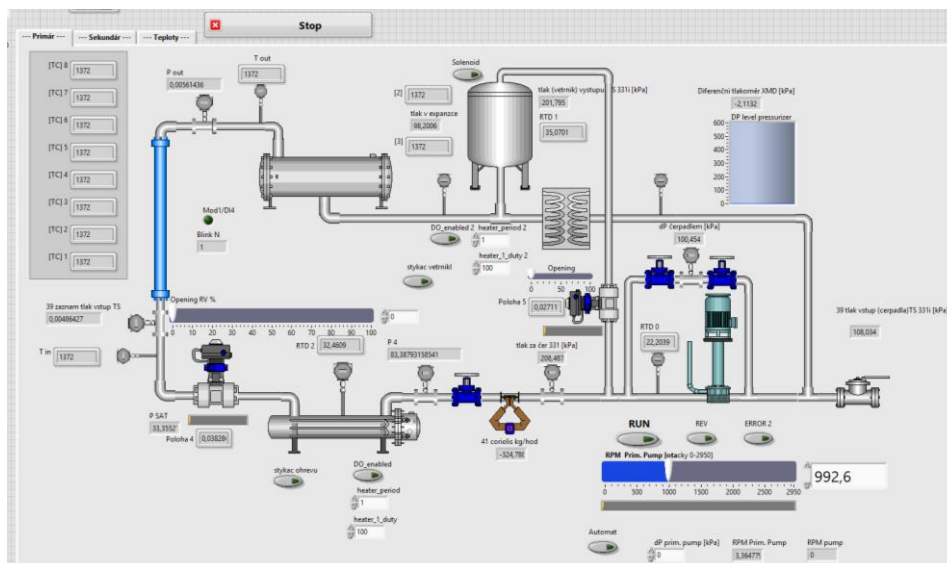 Stop
--- Primár --- --- Sekundár --- --- Teploty ---
[TC] 8 1372
[TC] 7 1372
[TC] 6 1372
[TC] 5 1372
[TC] 4 1372
[TC] 3 1372
[TC] 2 1372
[TC] 1 1372
P out
0,00561436
T out
1372
Solenoid
[2] 1372
tlak v expanzce
98,2006
[3] 1372
tlak (vetrnik) vystupu S 331i [kPa]
201,795
RTD 1
35,0701
Diferenční tlakomér XMD [kPa]
-2,1132
DP level pressurizer
600
500
400
300
200
100
0
Mod1/DI4
Blink N
1
DO_enabled 2
heater_period 2
1
heater_1_duty 2
100
stykac vetrnikI
dP čerpadlem [kPa]
100,454
Opening
0 50 100
Poloha 5
0,02711
39 zaznam tlak vstup TS
0,00486427
Opening RV %
0 10 20 30 40 50 60 70 80 90 100
0
T in 1372
RTD 2 32,4609
P 4
83,38793158541
tlak za čer 331 [kPa]
208,487
RTD 0
22,2039
39 tlak vstup (cerpadla)TS 331i [kPa]
108,034
P SAT
33,3552
Poloha 4
41 coriolis kg/hod
RUN
REV
ERROR 2
stykac ohrevu
DO_enabled
heater_period
1
heater_1_duty
100
RPM Prim. Pump [otacky 0-2950]
0 500 1000 1500 2000 2500 2950
992,6
Automat
dP prim. pump [kPa]
0
RPM Prim. Pump
RPM pump
0